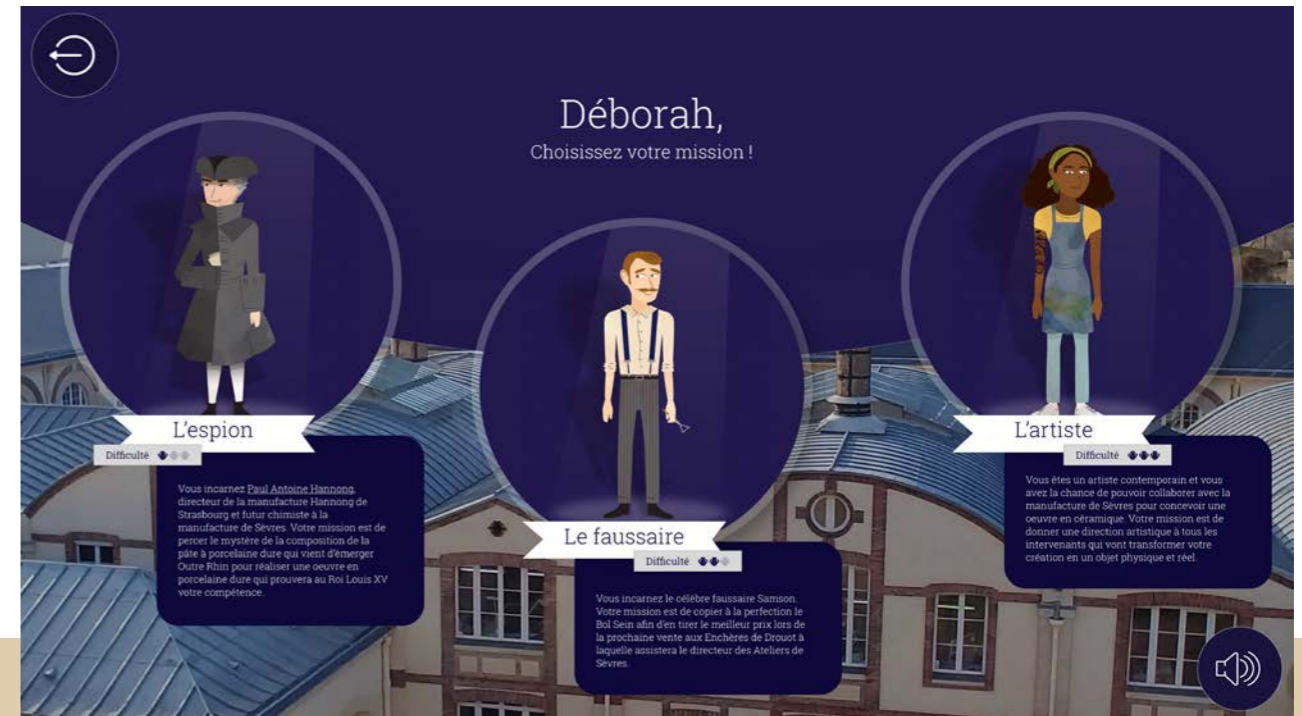 Déborah,
Choisissez votre mission !
L'espion
Difficulté
Vous incarnez Paul Antoine Hannong,
directeur de la manufacture Hannong de
Strasbourg et futur chimiste à la
manufacture de Sèvres. Votre mission est de
percer le mystère de la composition de la
pâte à porcelaine dure qui vient d'émerger
Outre Rhin pour réaliser une oeuvre en
porcelaine dure qui prouvera au Roi Louis XV
votre compétence.
Le faussaire
Difficulté
Vous incarnez le célèbre faussaire Samson.
Votre mission est de copier à la perfection le
Bol Sein afin d'en tirer le meilleur prix lors de
la prochaine vente aux Enchères de Drouot à
laquelle assistera le directeur des Ateliers de
Sèvres.
L'artiste
Difficulté
Vous êtes un artiste contemporain et vous
avez la chance de pouvoir collaborer avec la
manufacture de Sèvres pour concevoir une
oeuvre en céramique. Votre mission est de
donner une direction artistique à tous les
intervenants qui vont transformer votre
création en un objet physique et réel.